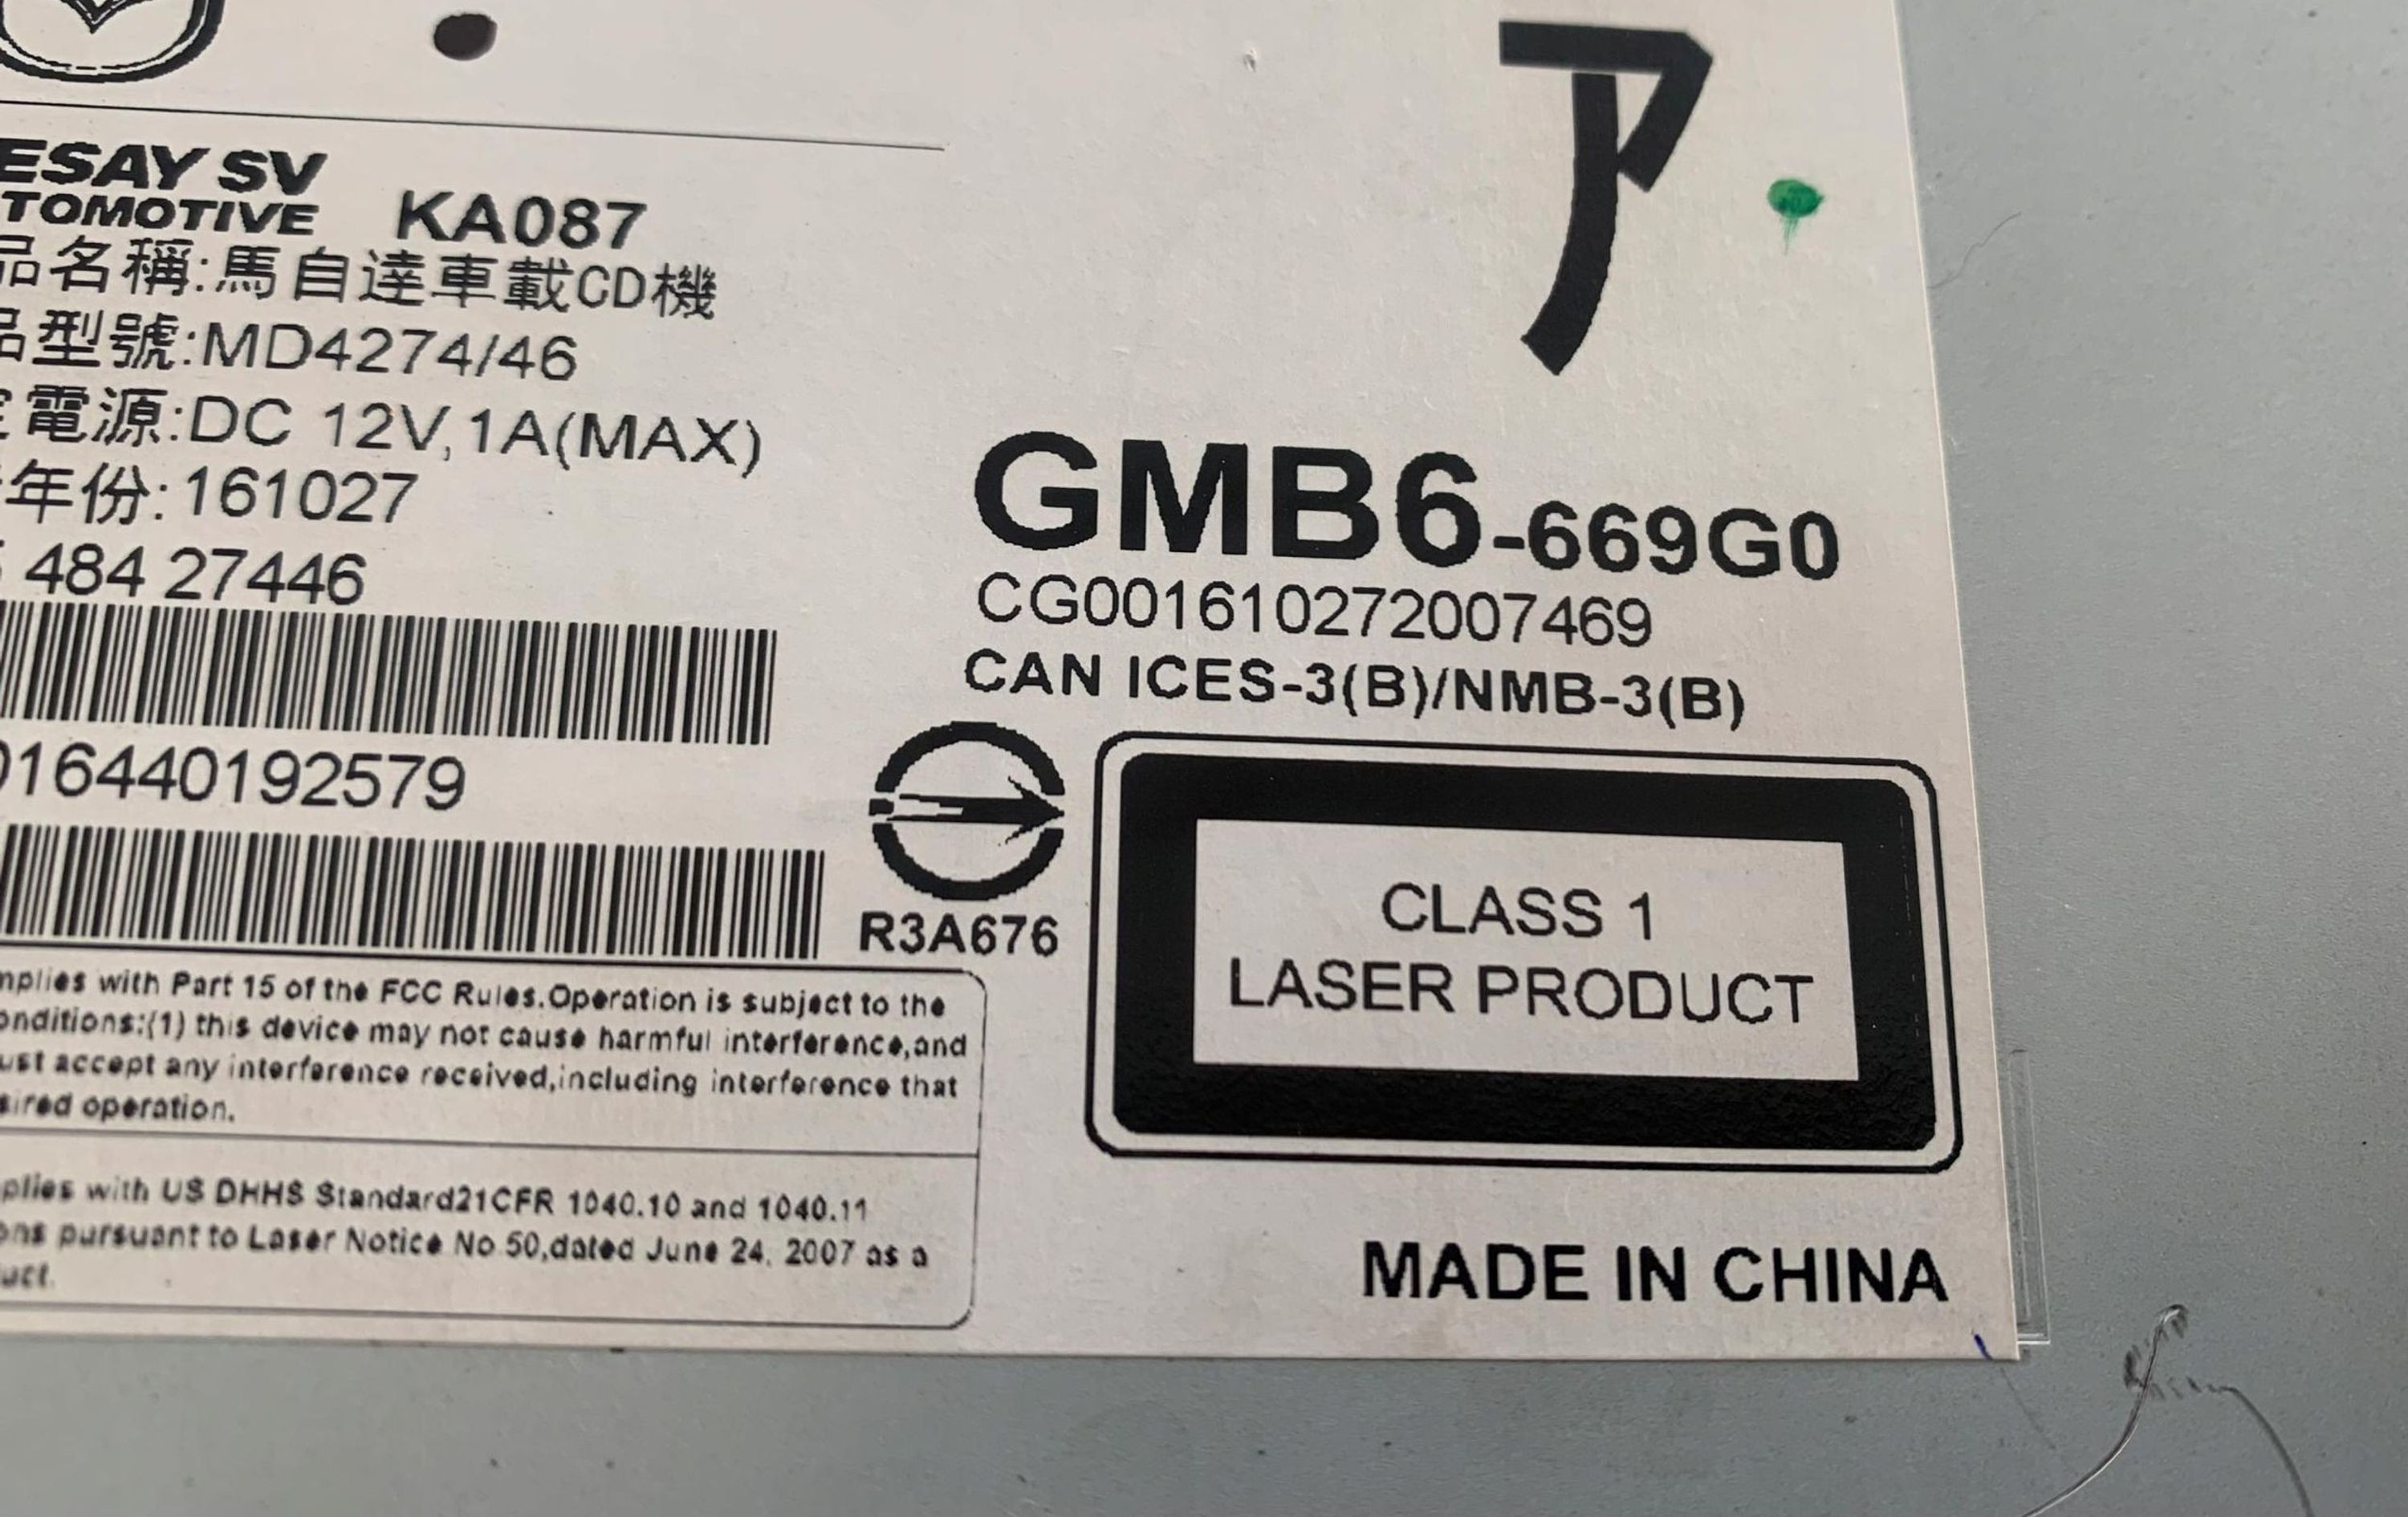 ア
ESAY SV
TOMOTIVE KA087
品名稱:馬自達車載CD機
品型號:MD4274/46
電源:DC 12V,1A(MAX)
年份:161027
484 27446
016440192579
GMB6-669G0
CG001610272007469
CAN ICES-3(B)/NMB-3(B)
R3A676
CLASS 1
LASER PRODUCT
mplies with Part 15 of the FCC Rules.Operation is subject to the
onditions:(1) this device may not cause harmful interference,and
ust accept any interference received,including interference that
sired operation.
plies with US DHHS Standard21CFR 1040.10 and 1040.11
ons pursuant to Laser Notice No 50,dated June 24, 2007 as a
uct.
MADE IN CHINA